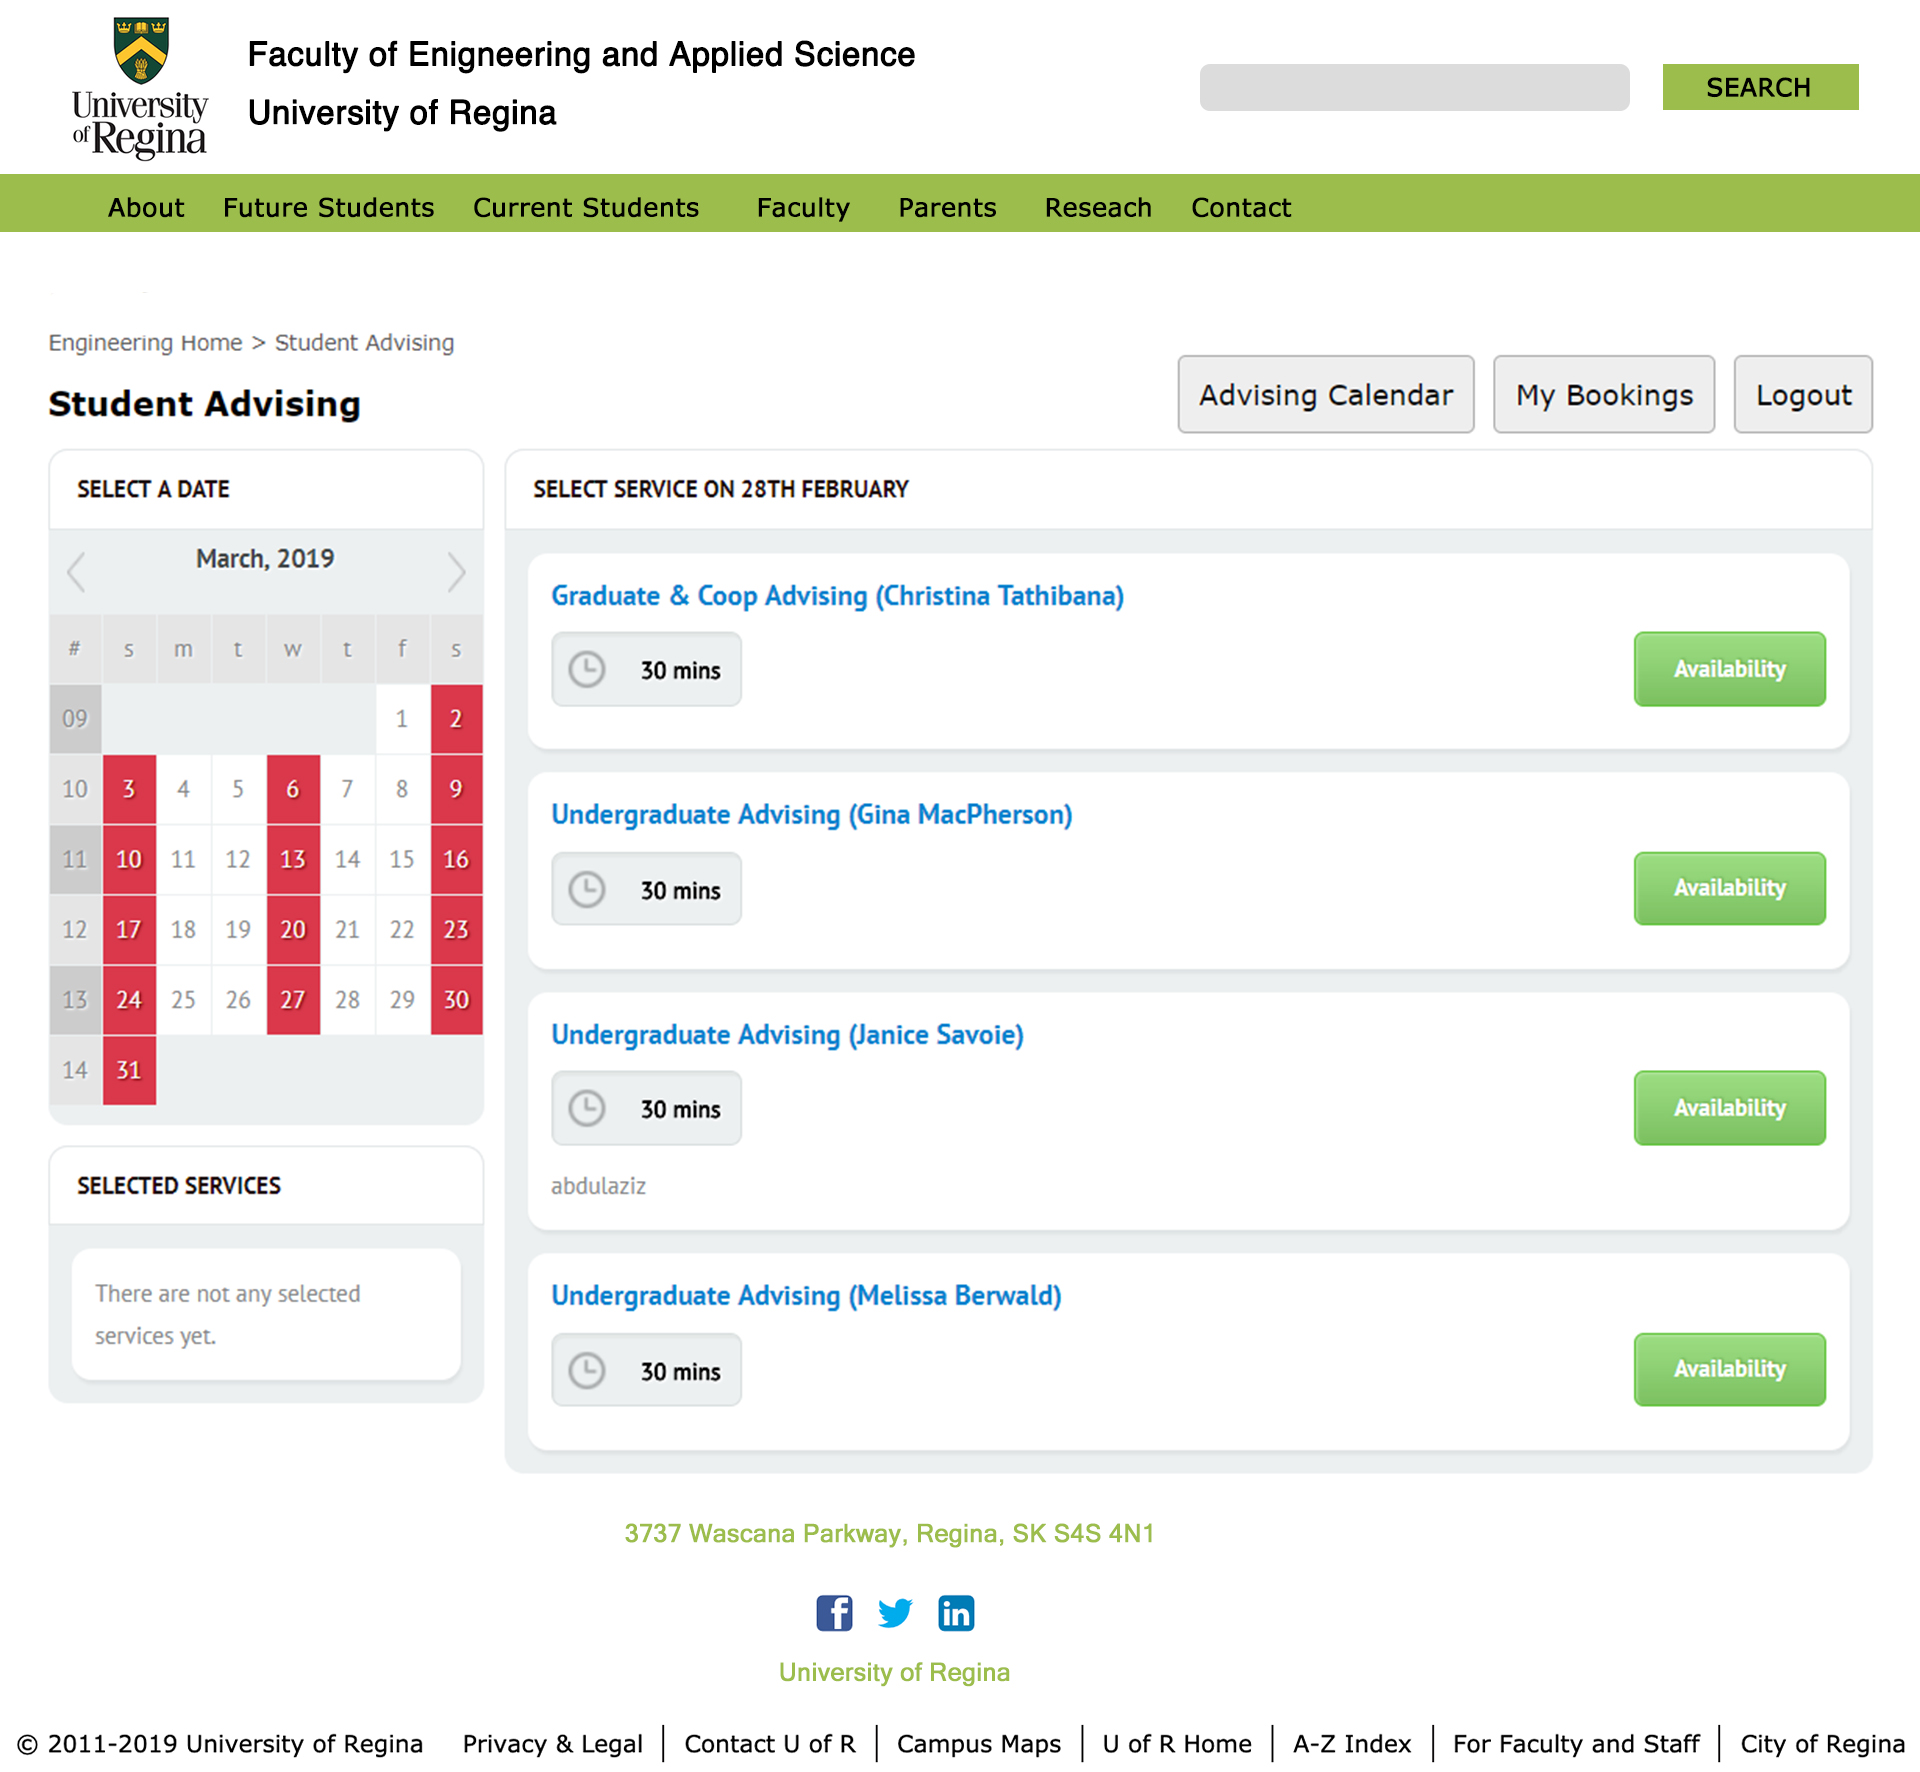 University
of Regina
Faculty of Enigneering and Applied Science
University of Regina
SEARCH
About Future Students Current Students Faculty Parents Reseach Contact
Engineering Home > Student Advising
Student Advising
Advising Calendar My Bookings Logout
SELECT A DATE
March, 2019
# s m t w t f s
09 1 2
10 3 4 5 6 7 8 9
11 10 11 12 13 14 15 16
12 17 18 19 20 21 22 23
13 24 25 26 27 28 29 30
14 31
SELECTED SERVICES
There are not any selected
services yet.
SELECT SERVICE ON 28TH FEBRUARY
Graduate & Coop Advising (Christina Tathibana)
30 mins
Availability
Undergraduate Advising (Gina MacPherson)
30 mins
Availability
Undergraduate Advising (Janice Savoie)
30 mins
Availability
abdulaziz
Undergraduate Advising (Melissa Berwald)
30 mins
Availability
3737 Wascana Parkway, Regina, SK S4S 4N1
f in
University of Regina
© 2011-2019 University of Regina Privacy & Legal | Contact U of R | Campus Maps | U of R Home | A-Z Index | For Faculty and Staff | City of Regina